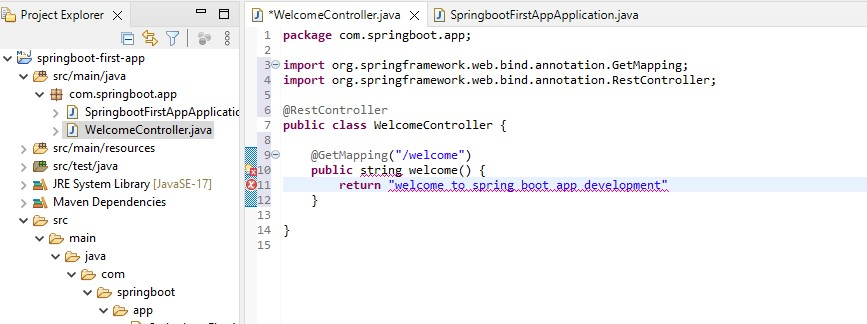 Project Explorer
springboot-first-app
src/main/java
com.springboot.app
SpringbootFirstAppApplicatio
WelcomeController.java
src/main/resources
src/test/java
JRE System Library [JavaSE-17]
Maven Dependencies
src
main
java
com
springboot
app
*WelcomeController.java
SpringbootFirstAppApplication.java
1 package com.springboot.app;
2
3 import org.springframework.web.bind.annotation.GetMapping;
4 import org.springframework.web.bind.annotation.RestController;
5
6 @RestController
7 public class WelcomeController {
8
9 @GetMapping("/welcome")
10 public string welcome() {
11 return "welcome to spring boot app development"
12 }
13
14 }
15